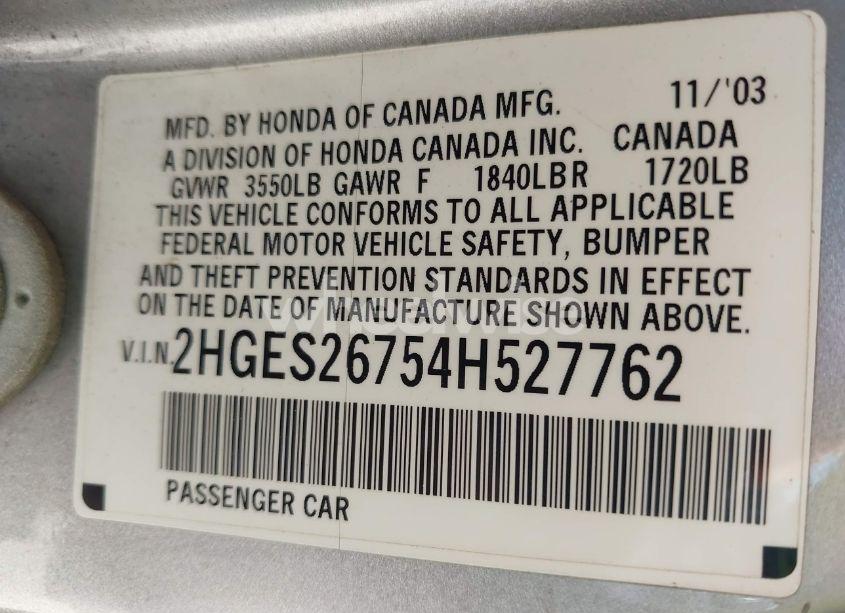 11/'03
MFD. BY HONDA OF CANADA MFG.
A DIVISION OF HONDA CANADA INC. CANADA
GVWR 3550LB GAWR F 1840LBR 1720LB
THIS VEHICLE CONFORMS TO ALL APPLICABLE
FEDERAL MOTOR VEHICLE SAFETY, BUMPER
AND THEFT PREVENTION STANDARDS IN EFFECT
ON THE DATE OF MANUFACTURE SHOWN ABOVE.
V.I.N. 2HGES26754H527762
PASSENGER CAR